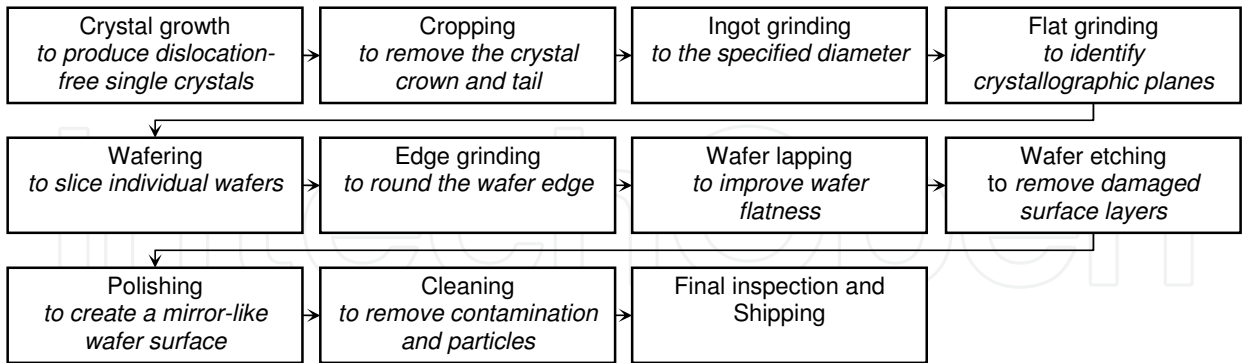 Crystal growth
to produce dislocation-
free single crystals
Cropping
to remove the crystal
crown and tail
Ingot grinding
to the specified diameter
Flat grinding
to identify
crystallographic planes
Wafering
to slice individual wafers
Edge grinding
to round the wafer edge
Wafer lapping
to improve wafer
flatness
Wafer etching
to remove damaged
surface layers
Polishing
to create a mirror-like
wafer surface
Cleaning
to remove contamination
and particles
Final inspection and
Shipping
intechopen